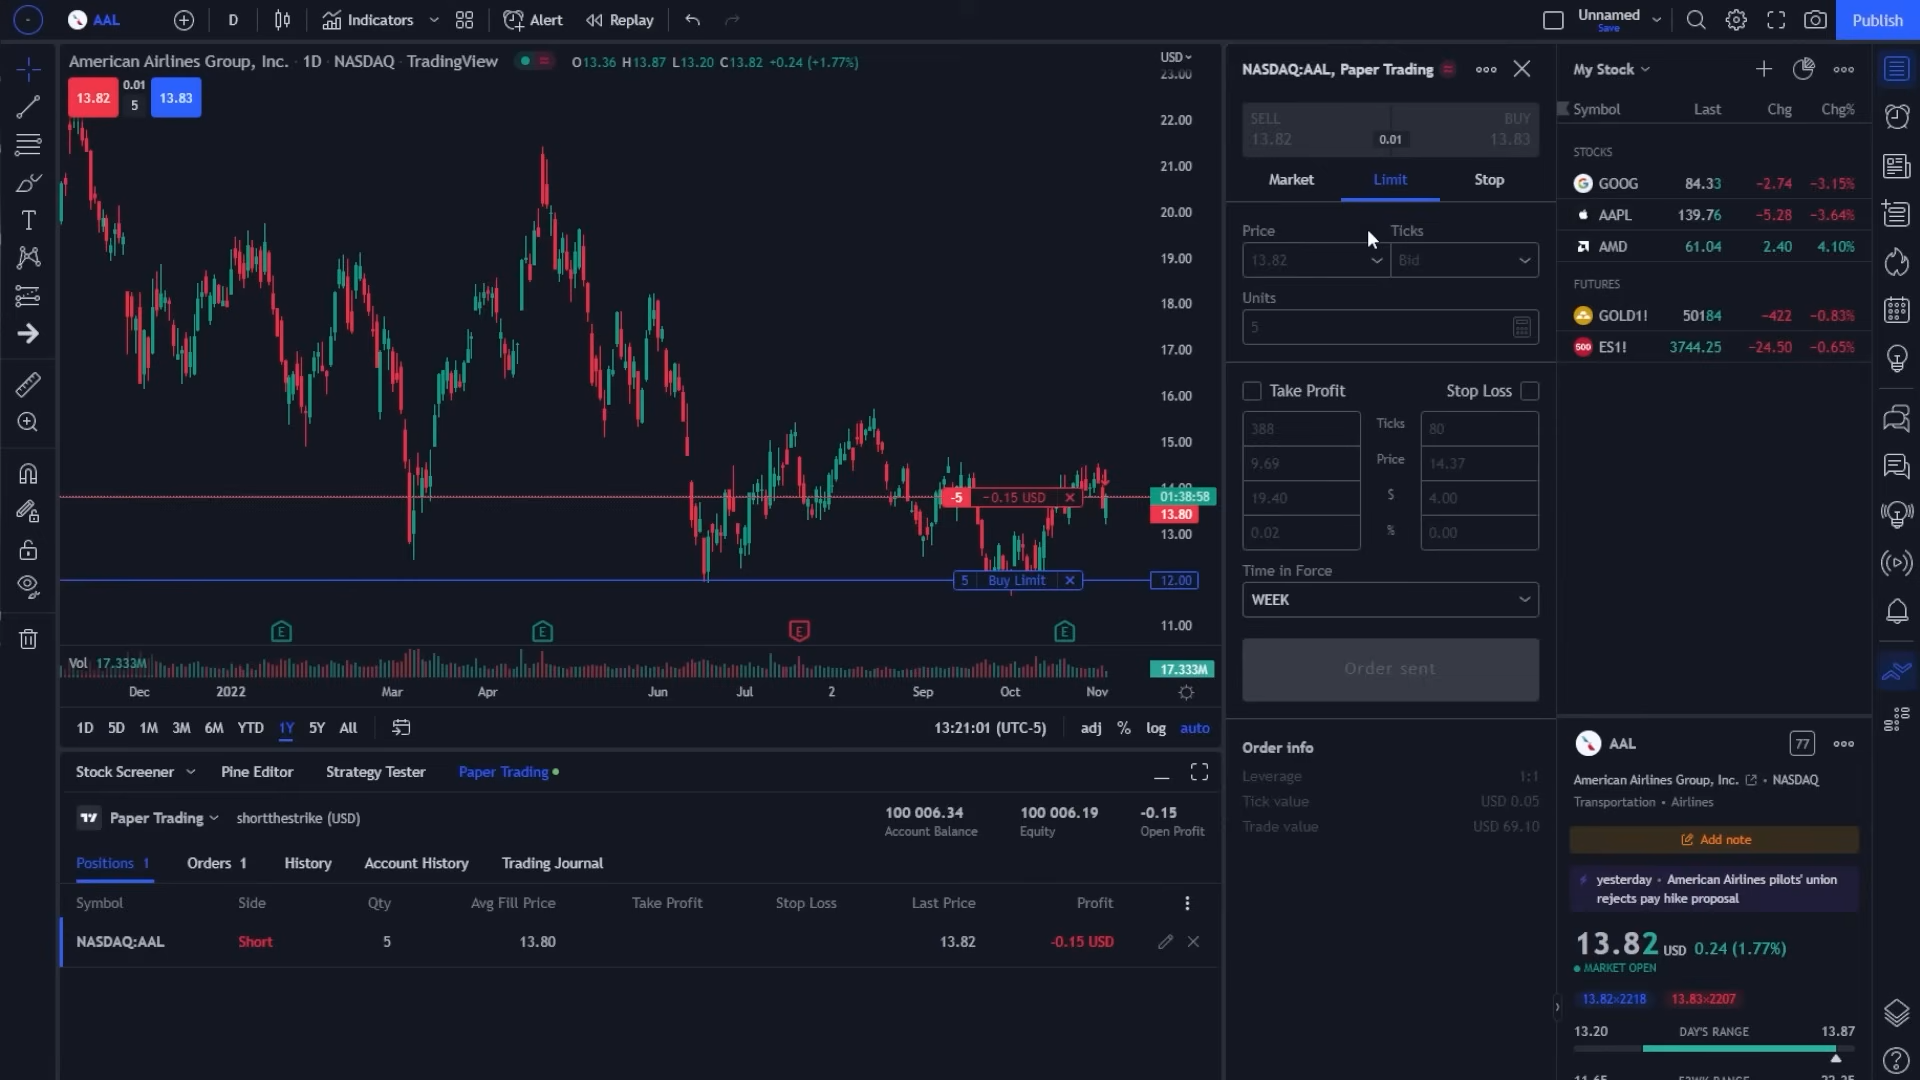 AAL
D
Indicators
Alert
Replay
Unnamed
Save
Publish
American Airlines Group, Inc. · 1D · NASDAQ · TradingView
O13.36 H13.87 L13.20 C13.82 +0.24 (+1.77%)
13.82
0.01
5
13.83
USD
23.00
22.00
21.00
20.00
19.00
18.00
17.00
16.00
15.00
14.00
01:38:58
13.80
13.00
12.00
11.00
-5 −0.15 USD
5 Buy Limit
E
E
E
E
Vol 17.333M
17.333M
Dec 2022 Mar Apr Jun Jul 2 Sep Oct Nov
1D 5D 1M 3M 6M YTD 1Y 5Y All
13:21:01 (UTC-5) adj % log auto
Stock Screener Pine Editor Strategy Tester Paper Trading
Paper Trading shortthestrike (USD)
100 006.34 100 006.19 -0.15
Account Balance Equity Open Profit
Positions 1 Orders 1 History Account History Trading Journal
Symbol Side Qty Avg Fill Price Take Profit Stop Loss Last Price Profit
NASDAQ:AAL Short 5 13.80 13.82 -0.15 USD
NASDAQ:AAL, Paper Trading
SELL BUY
13.82 0.01 13.83
Market Limit Stop
Price Ticks
13.82 Bid
Units
5
Take Profit Stop Loss
388 Ticks 80
9.69 Price 14.37
19.40 $ 4.00
0.02 % 0.00
Time in Force
WEEK
Order sent
Order info
Leverage 1:1
Tick value USD 0.05
Trade value USD 69.10
My Stock
Symbol Last Chg Chg%
STOCKS
GOOG 84.33 −2.74 −3.15%
AAPL 139.76 −5.28 −3.64%
AMD 61.04 2.40 4.10%
FUTURES
GOLD1! 50184 −422 −0.83%
500 ES1! 3744.25 −24.50 −0.65%
AAL
77
American Airlines Group, Inc. • NASDAQ
Transportation • Airlines
Add note
yesterday • American Airlines pilots' union
rejects pay hike proposal
13.82 USD 0.24 (1.77%)
MARKET OPEN
13.82×2218 13.83×2207
13.20 DAY'S RANGE 13.87